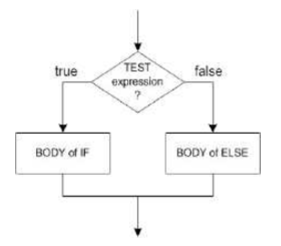 TEST
true
expression
false
?
BODY of IF
BODY of ELSE